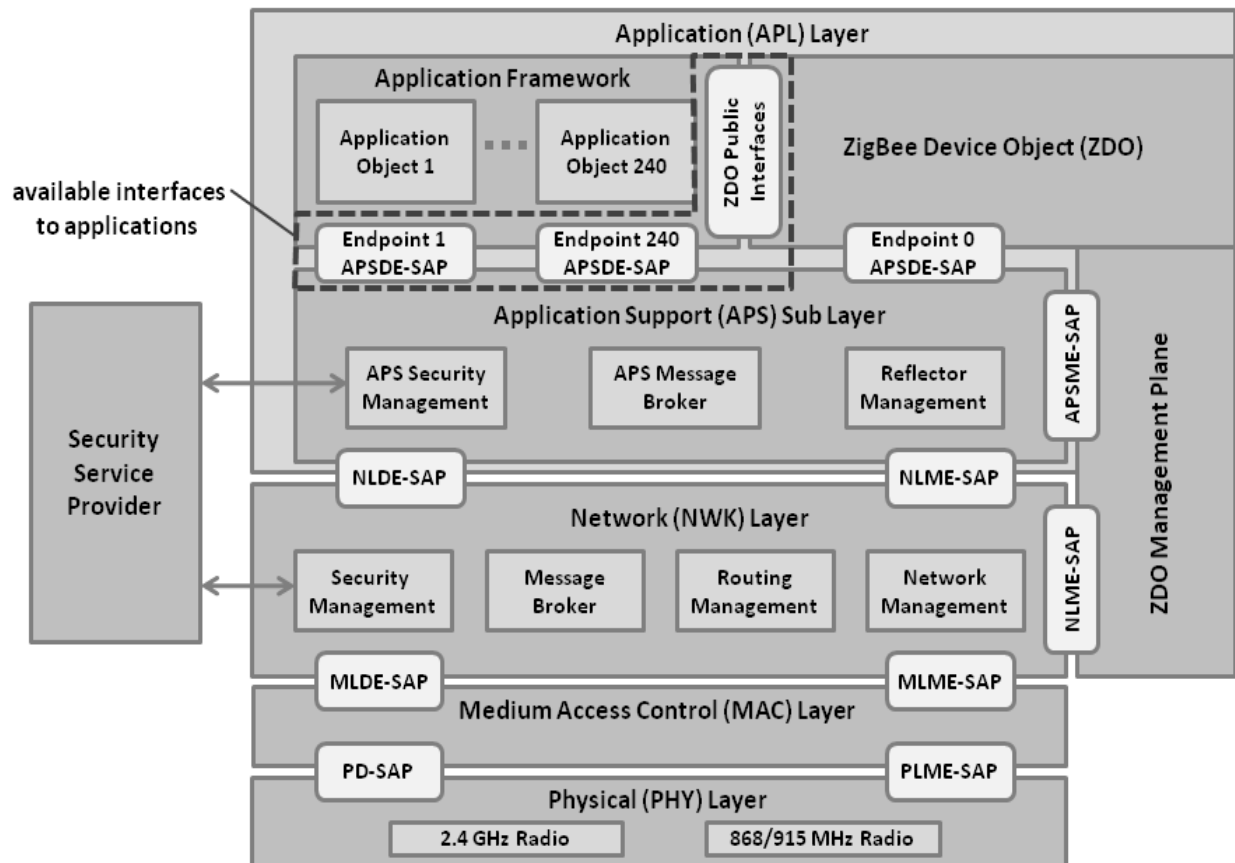 Application (APL) Layer
Application Framework
Application
Object 1
Application
Object 240
ZDO Public
Interfaces
ZigBee Device Object (ZDO)
available interfaces
to applications
Endpoint 1
APSDE-SAP
Endpoint 240
APSDE-SAP
Endpoint 0
APSDE-SAP
Application Support (APS) Sub Layer
APS Security
Management
APS Message
Broker
Reflector
Management
APSME-SAP
ZDO Management Plane
Security
Service
Provider
NLDE-SAP
NLME-SAP
Network (NWK) Layer
Security
Management
Message
Broker
Routing
Management
Network
Management
NLME-SAP
MLDE-SAP
MLME-SAP
Medium Access Control (MAC) Layer
PD-SAP
PLME-SAP
Physical (PHY) Layer
2.4 GHz Radio
868/915 MHz Radio